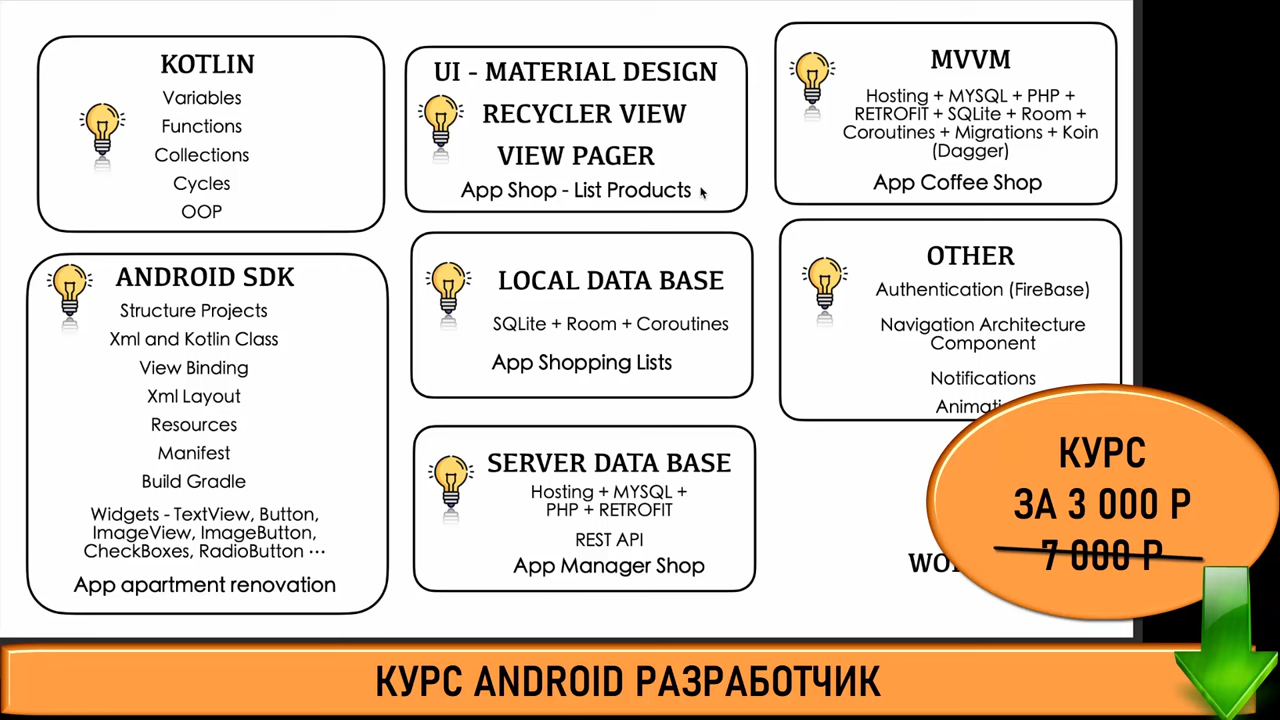 KOTLIN
Variables
Functions
Collections
Cycles
OOP
ANDROID SDK
Structure Projects
Xml and Kotlin Class
View Binding
Xml Layout
Resources
Manifest
Build Gradle
Widgets - TextView, Button,
ImageView, ImageButton,
CheckBoxes, RadioButton ...
App apartment renovation
UI - MATERIAL DESIGN
RECYCLER VIEW
VIEW PAGER
App Shop - List Products
LOCAL DATA BASE
SQLite + Room + Coroutines
App Shopping Lists
SERVER DATA BASE
Hosting + MYSQL +
PHP + RETROFIT
REST API
App Manager Shop
MVVM
Hosting + MYSQL + PHP +
RETROFIT + SQLite + Room +
Coroutines + Migrations + Koin
(Dagger)
App Coffee Shop
OTHER
Authentication (FireBase)
Navigation Architecture
Component
Notifications
КУРС
ЗА 3 000 Р
7 000 Р
КУРС ANDROID РАЗРАБОТЧИК